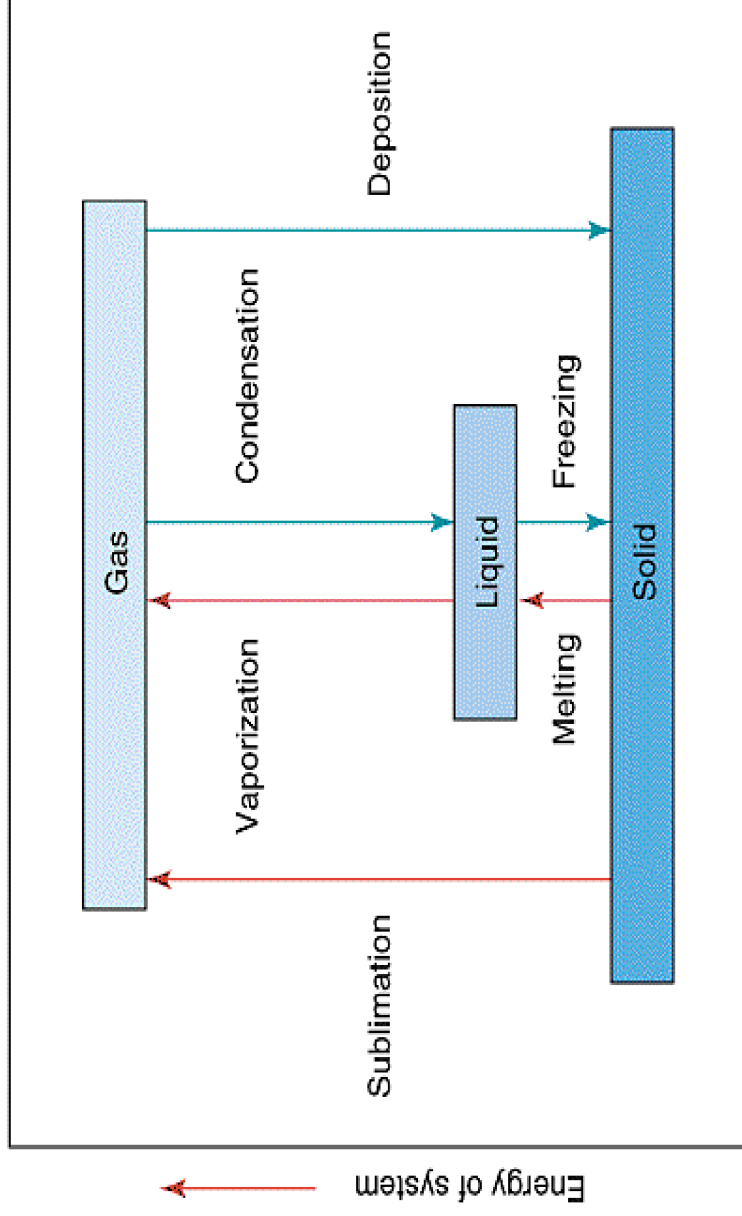 Gas
Sublimation
Vaporization
Condensation
Deposition
Liquid
Melting
Freezing
Solid
Energy of system